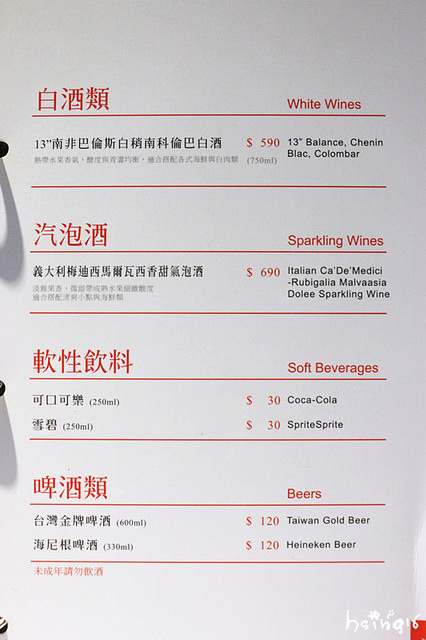 白酒類 White Wines
13”南非巴倫斯白稍南科倫巴白酒 $ 590 13” Balance, Chenin
熱帶水果香氣，酸度與青澀均衡，適合搭配各式海鮮與白肉類 (750ml) Blac, Colombar
汽泡酒 Sparkling Wines
義大利梅迪西馬爾瓦西香甜氣泡酒 $ 690 Italian Ca’De’Medici
淡雅果香，微甜帶成熟水果細緻酸度 -Rubigalia Malvaasia
適合搭配清爽小點與海鮮類 Dolee Sparkling Wine
軟性飲料 Soft Beverages
可口可樂 (250ml) $ 30 Coca-Cola
雪碧 (250ml) $ 30 SpriteSprite
啤酒類 Beers
台灣金牌啤酒 (600ml) $ 120 Taiwan Gold Beer
海尼根啤酒 (330ml) $ 120 Heineken Beer
未成年請勿飲酒